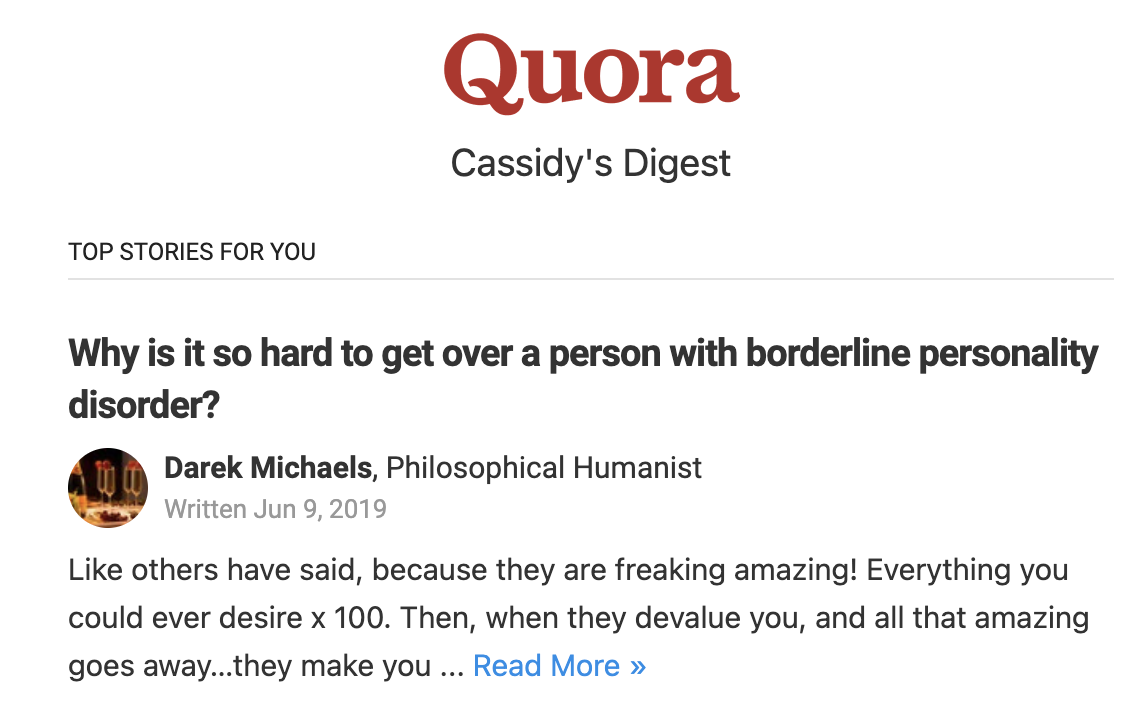 Quora
Cassidy's Digest
TOP STORIES FOR YOU
Why is it so hard to get over a person with borderline personality
disorder?
Darek Michaels, Philosophical Humanist
Written Jun 9, 2019
Like others have said, because they are freaking amazing! Everything you
could ever desire x 100. Then, when they devalue you, and all that amazing
goes away...they make you ... Read More »